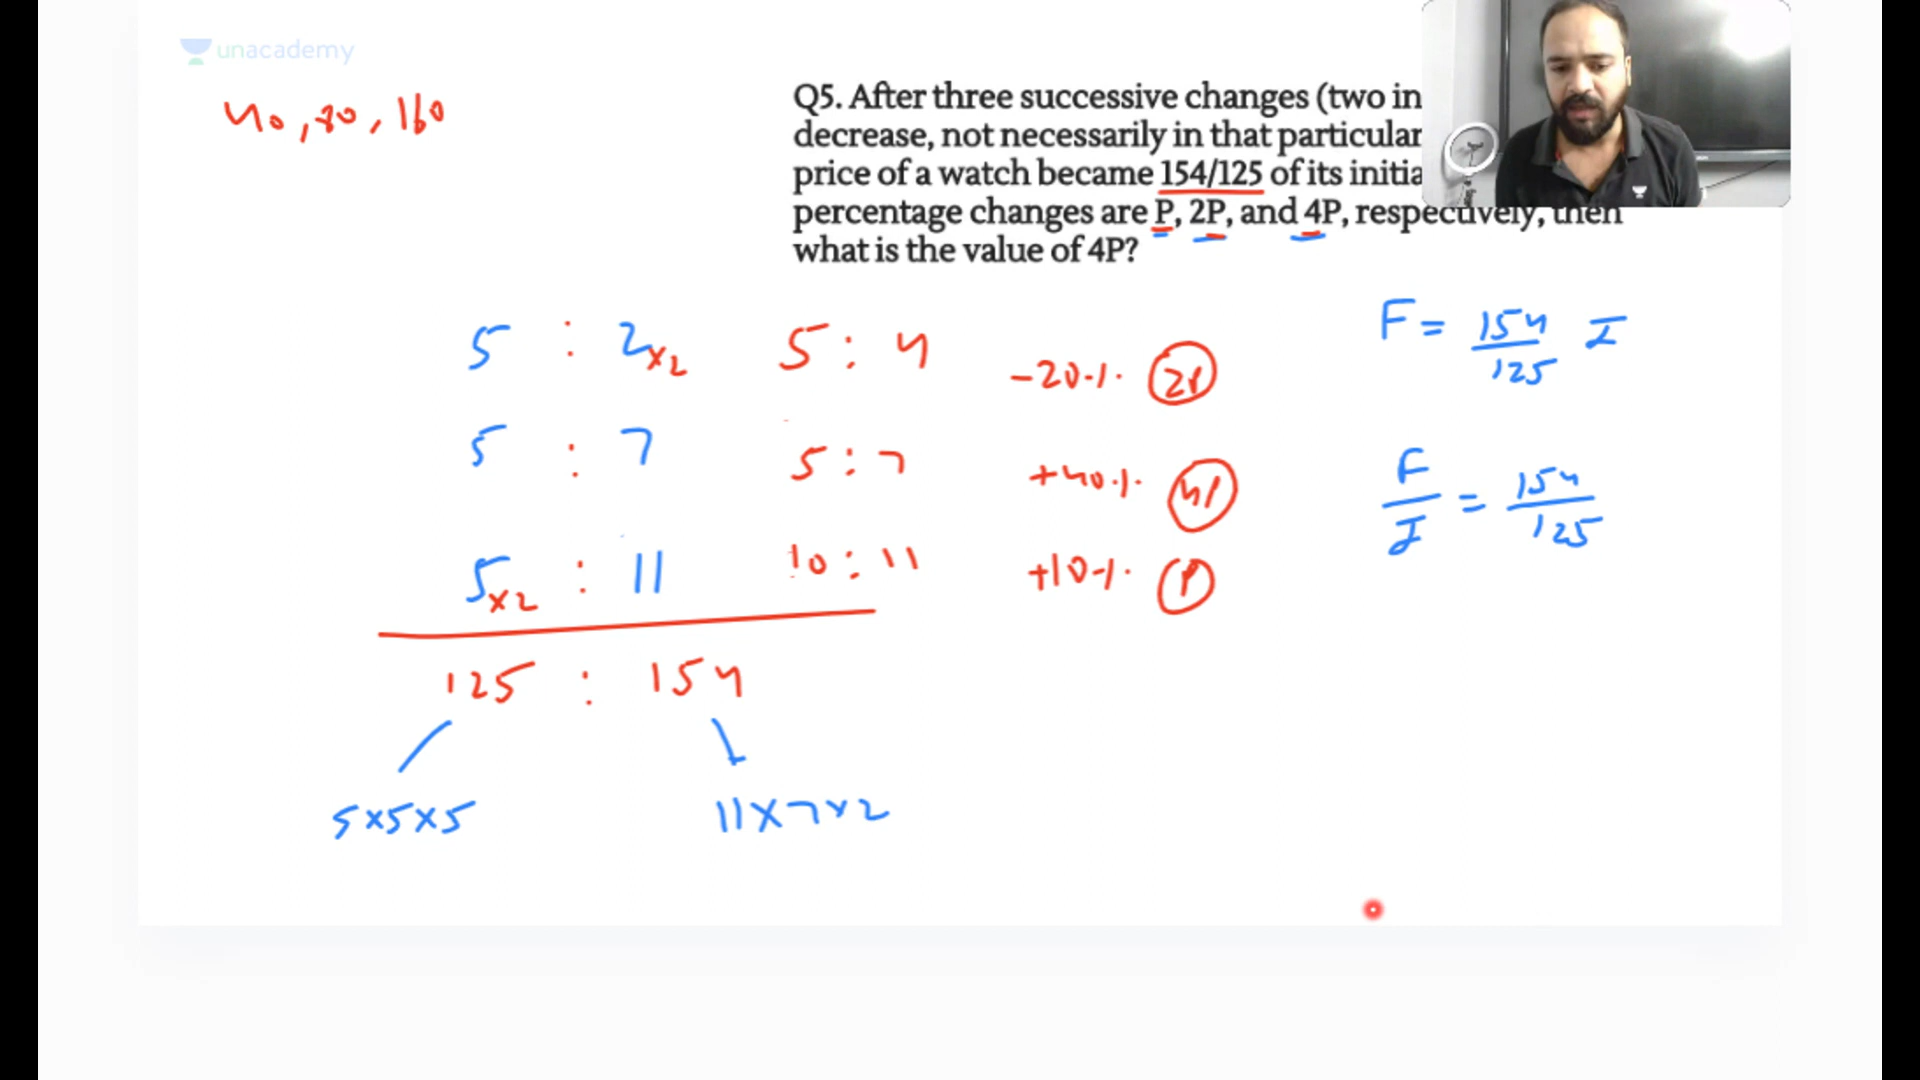 unacademy
40, 80, 160
Q5. After three successive changes (two in
decrease, not necessarily in that particular
price of a watch became 154/125 of its initia
percentage changes are P, 2P, and 4P, respectively, then
what is the value of 4P?
5 : 2x2 5 : 4 -20% 2P
5 : 7 5 : 7 +40% 4P
5x2 : 11 10 : 11 +10% P
125 : 154
5x5x5 11x7x2
F = 154/125 I
F/I = 154/125